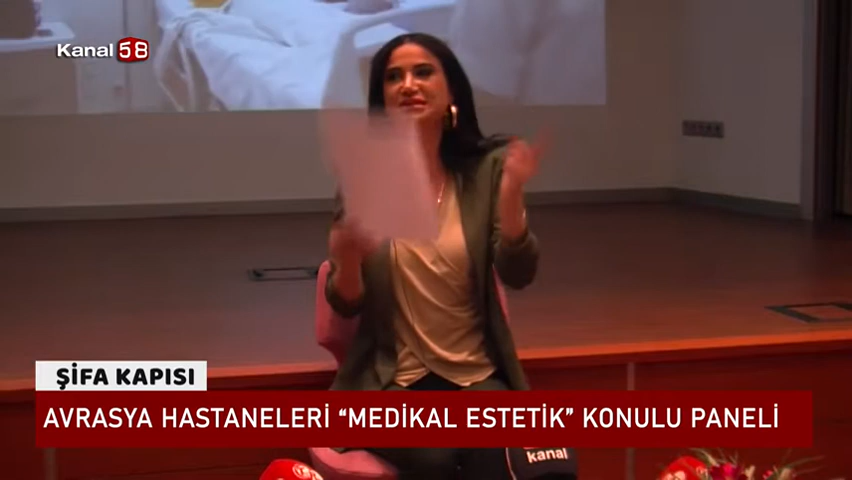 Kanal 58
ŞİFA KAPISI
AVRASYA HASTANELERİ “MEDİKAL ESTETİK” KONULU PANELİ
kanal